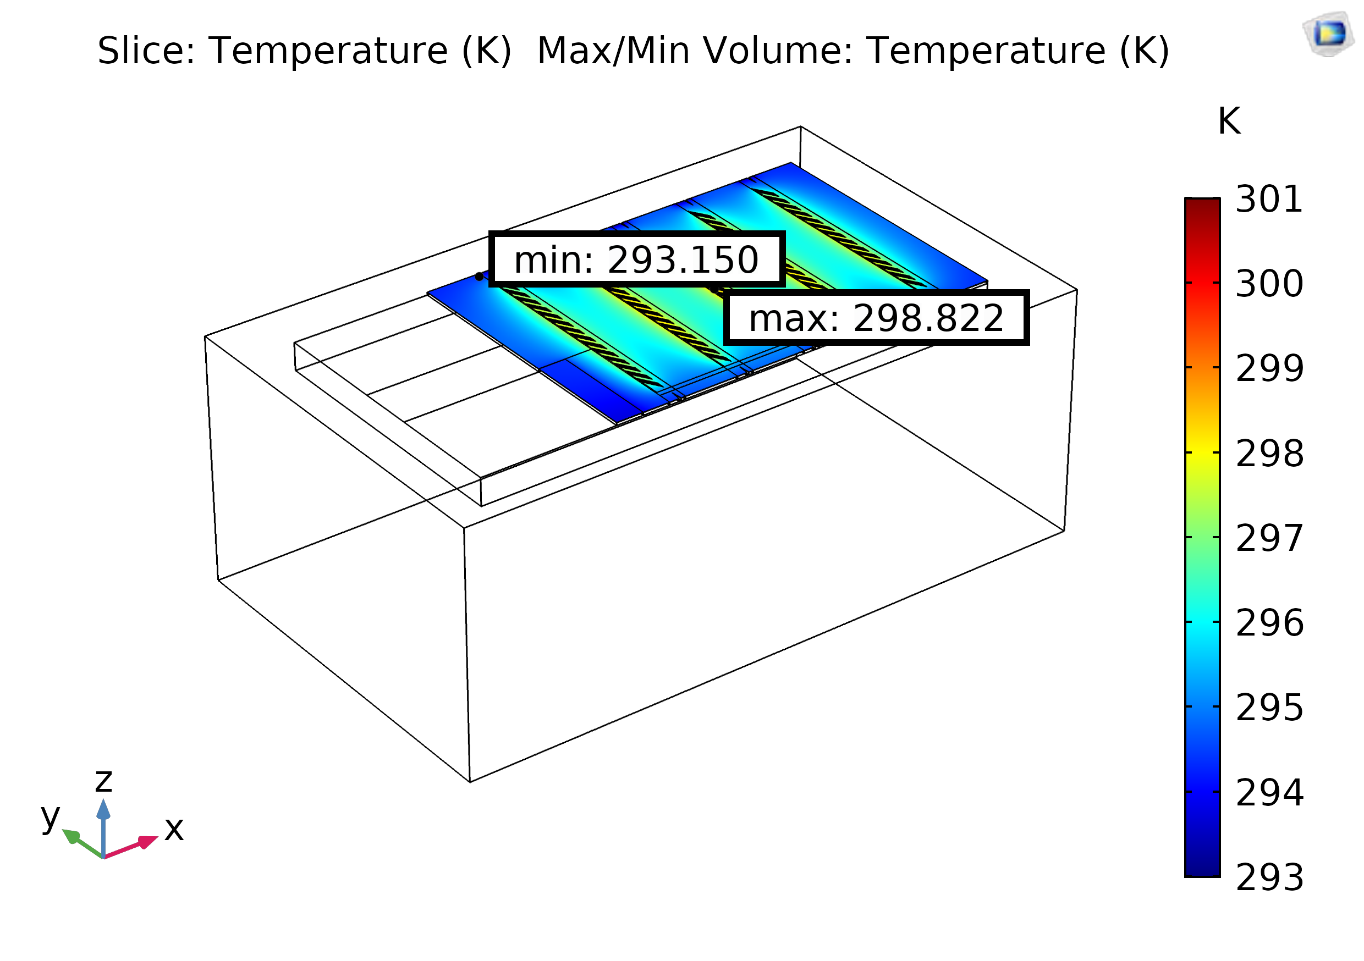 Slice: Temperature (K)  Max/Min Volume: Temperature (K)
K
301
300
299
298
297
296
295
294
293
min: 293.150
max: 298.822
z
y
x